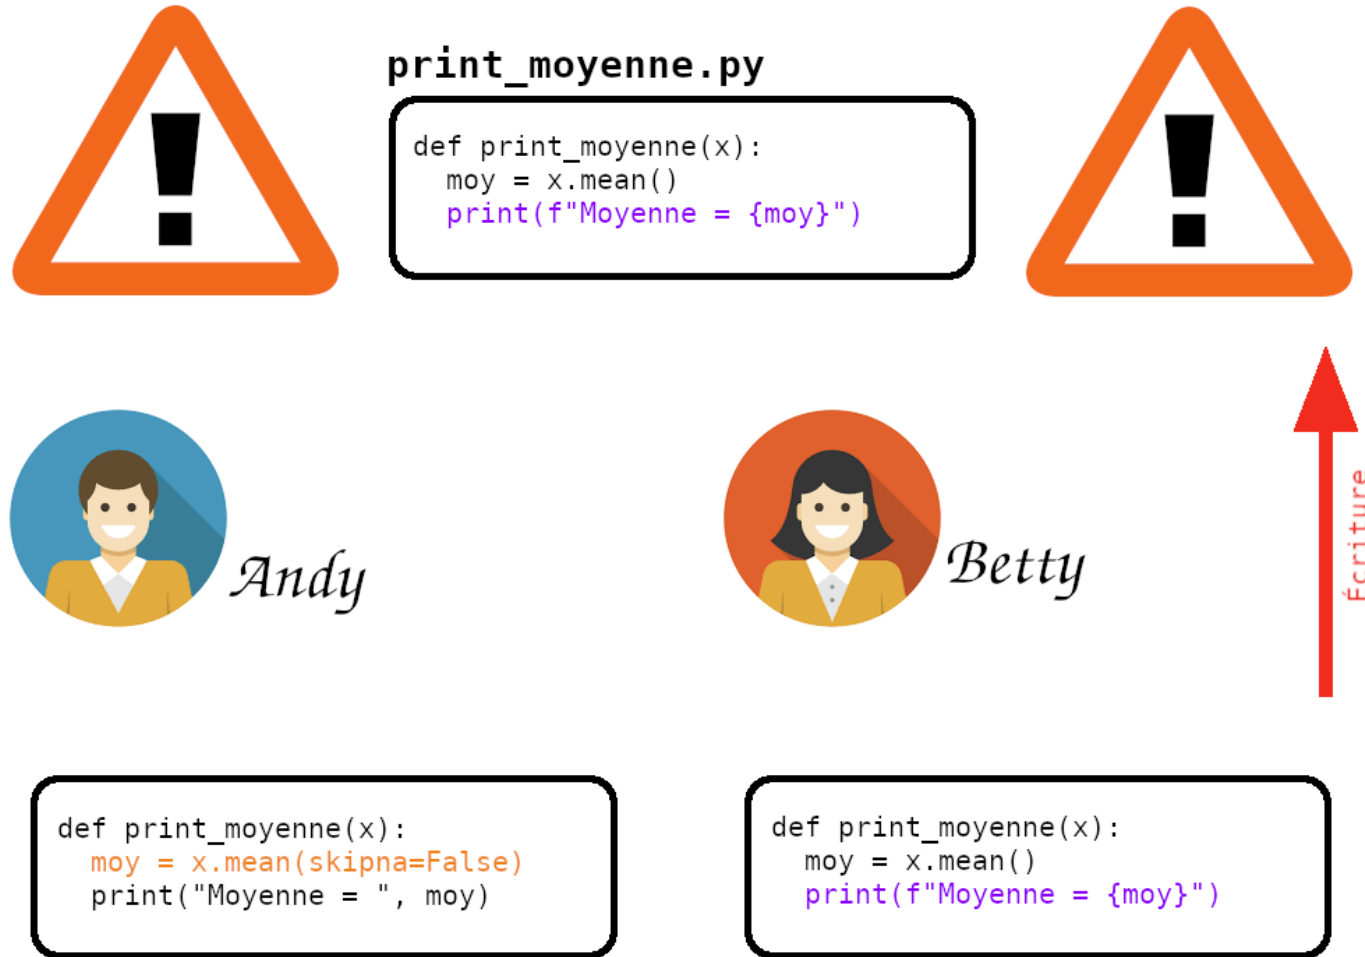 print_moyenne.py
def print_moyenne(x):
  moy = x.mean()
  print(f"Moyenne = {moy}")
Andy
Betty
Écriture
def print_moyenne(x):
  moy = x.mean(skipna=False)
  print("Moyenne = ", moy)
def print_moyenne(x):
  moy = x.mean()
  print(f"Moyenne = {moy}")